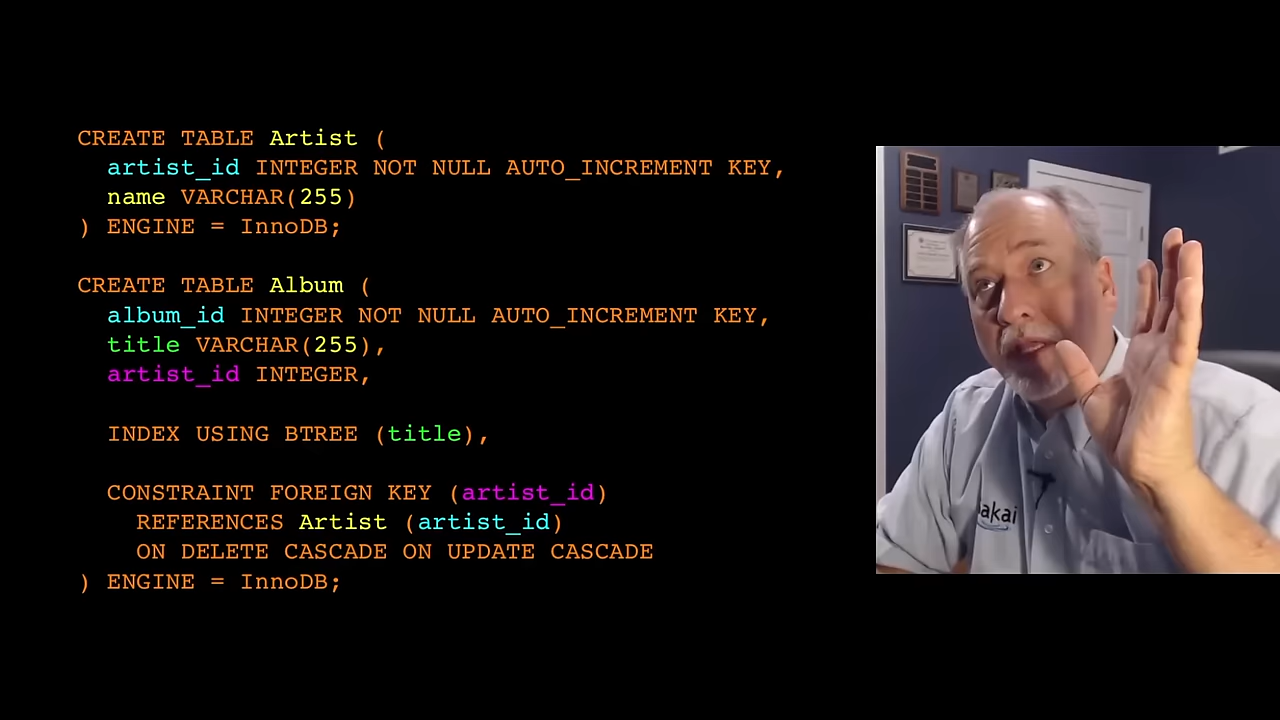 CREATE TABLE Artist (
  artist_id INTEGER NOT NULL AUTO_INCREMENT KEY,
  name VARCHAR(255)
) ENGINE = InnoDB;
CREATE TABLE Album (
  album_id INTEGER NOT NULL AUTO_INCREMENT KEY,
  title VARCHAR(255),
  artist_id INTEGER,
  INDEX USING BTREE (title),
  CONSTRAINT FOREIGN KEY (artist_id)
    REFERENCES Artist (artist_id)
    ON DELETE CASCADE ON UPDATE CASCADE
) ENGINE = InnoDB;
akai